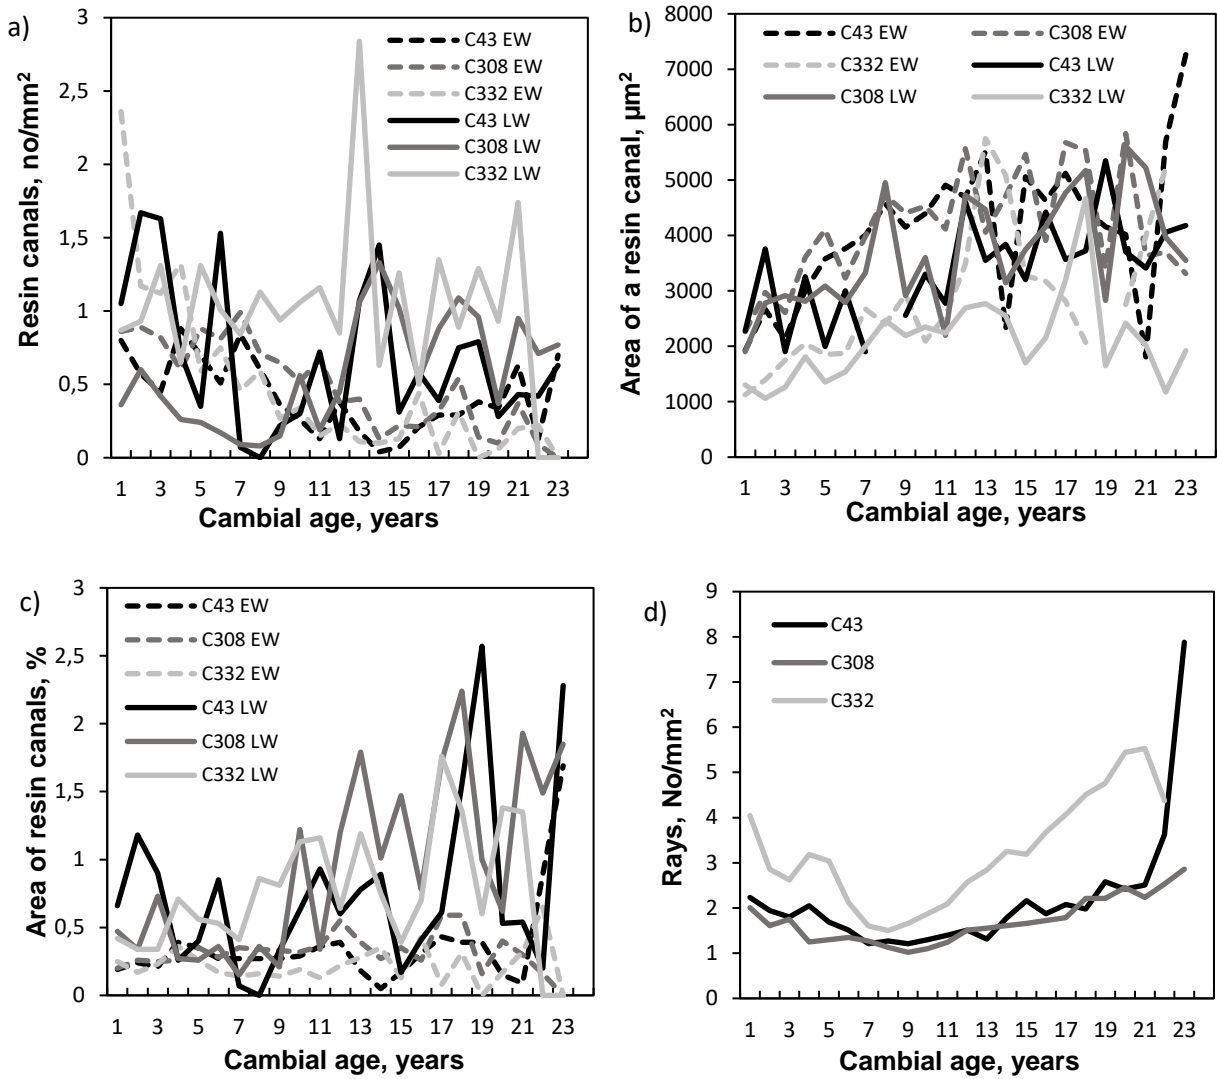 a)
Resin canals, no/mm²
3
2,5
2
1,5
1
0,5
0
C43 EW
C308 EW
C332 EW
C43 LW
C308 LW
C332 LW
1 3 5 7 9 11 13 15 17 19 21 23
Cambial age, years
b)
Area of a resin canal, µm²
8000
7000
6000
5000
4000
3000
2000
1000
0
C43 EW C308 EW
C332 EW C43 LW
C308 LW C332 LW
1 3 5 7 9 11 13 15 17 19 21 23
Cambial age, years
c)
Area of resin canals, %
3
2,5
2
1,5
1
0,5
0
C43 EW
C308 EW
C332 EW
C43 LW
C308 LW
C332 LW
1 3 5 7 9 11 13 15 17 19 21 23
Cambial age, years
d)
Rays, No/mm²
9
8
7
6
5
4
3
2
1
0
C43
C308
C332
1 3 5 7 9 11 13 15 17 19 21 23
Cambial age, years